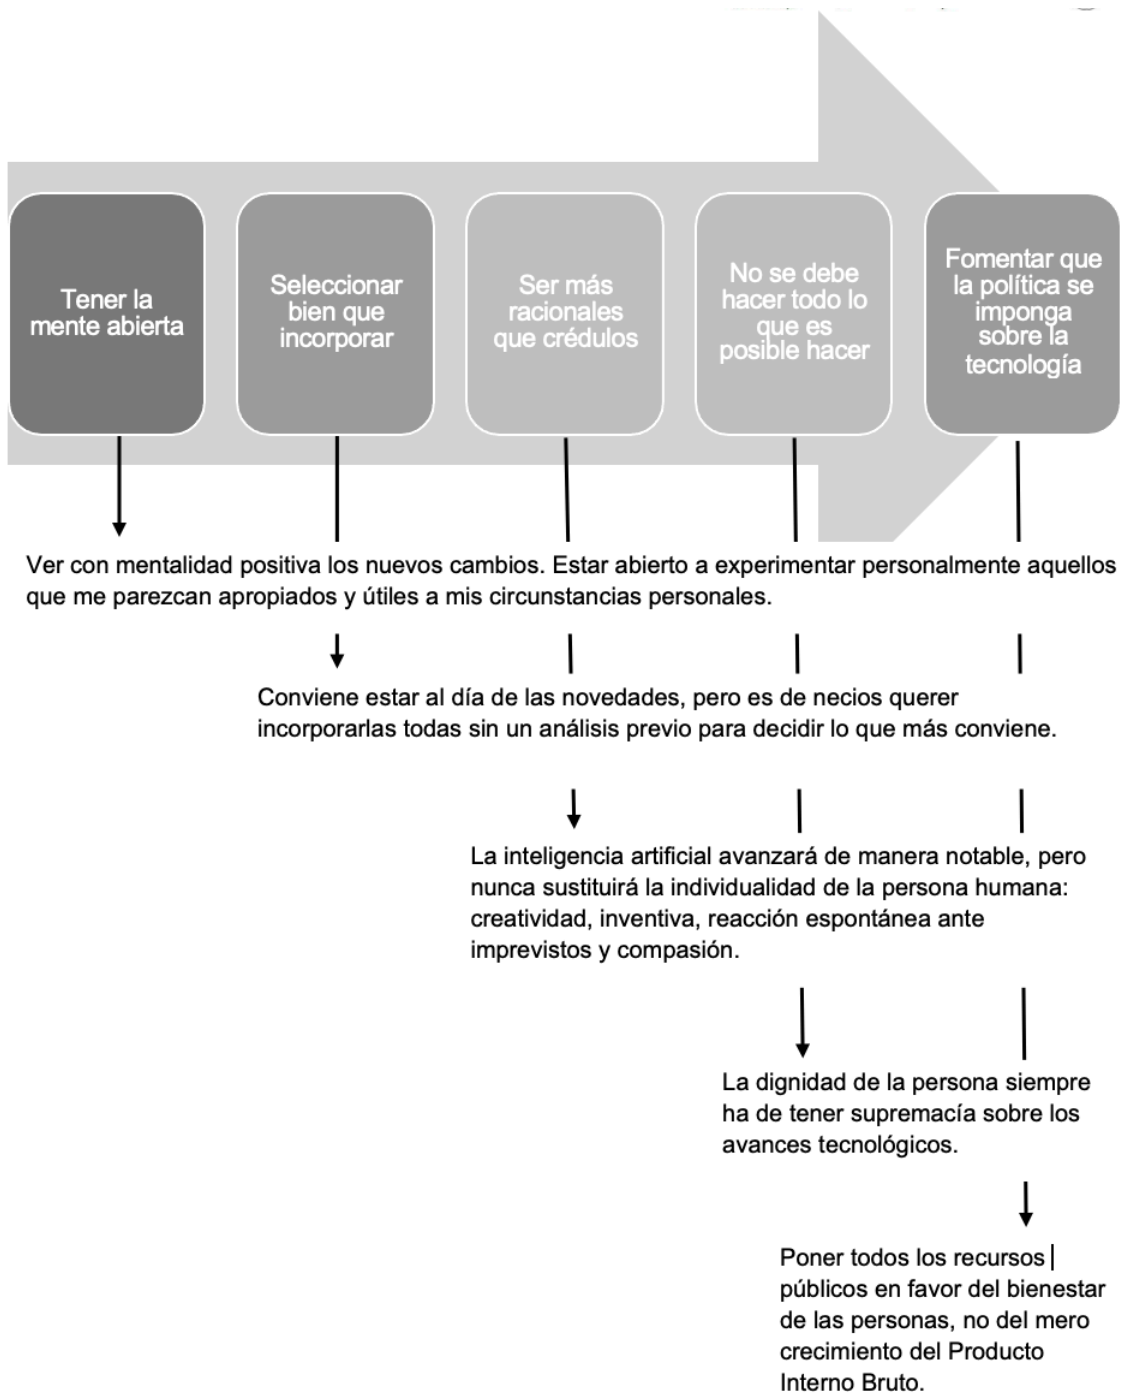 Tener la
mente abierta
Seleccionar
bien que
incorporar
Ser más
racionales
que crédulos
No se debe
hacer todo lo
que es
posible hacer
Fomentar que
la política se
imponga
sobre la
tecnología
Ver con mentalidad positiva los nuevos cambios. Estar abierto a experimentar personalmente aquellos
que me parezcan apropiados y útiles a mis circunstancias personales.
Conviene estar al día de las novedades, pero es de necios querer
incorporarlas todas sin un análisis previo para decidir lo que más conviene.
La inteligencia artificial avanzará de manera notable, pero
nunca sustituirá la individualidad de la persona humana:
creatividad, inventiva, reacción espontánea ante
imprevistos y compasión.
La dignidad de la persona siempre
ha de tener supremacía sobre los
avances tecnológicos.
Poner todos los recursos
públicos en favor del bienestar
de las personas, no del mero
crecimiento del Producto
Interno Bruto.